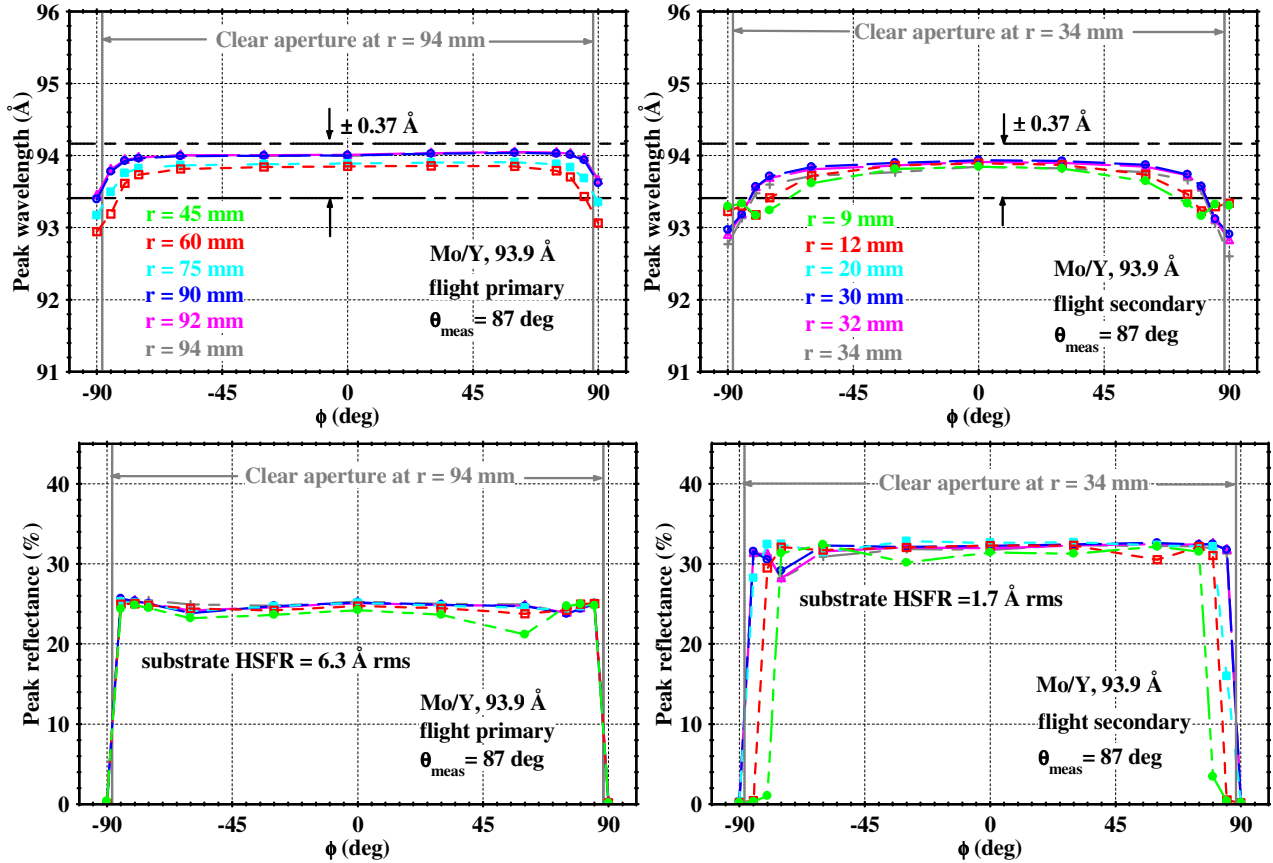 96
95
94
93
92
91
Peak wavelength (Å)
Clear aperture at r = 94 mm
± 0.37 Å
r = 45 mm
r = 60 mm
r = 75 mm
r = 90 mm
r = 92 mm
r = 94 mm
Mo/Y, 93.9 Å
flight primary
θmeas = 87 deg
-90 -45 0 45 90
ϕ (deg)
96
95
94
93
92
91
Peak wavelength (Å)
Clear aperture at r = 34 mm
± 0.37 Å
r = 9 mm
r = 12 mm
r = 20 mm
r = 30 mm
r = 32 mm
r = 34 mm
Mo/Y, 93.9 Å
flight secondary
θmeas = 87 deg
-90 -45 0 45 90
ϕ (deg)
40
30
20
10
0
Peak reflectance (%)
Clear aperture at r = 94 mm
substrate HSFR = 6.3 Å rms
Mo/Y, 93.9 Å
flight primary
θmeas = 87 deg
-90 -45 0 45 90
ϕ (deg)
40
30
20
10
0
Peak reflectance (%)
Clear aperture at r = 34 mm
substrate HSFR =1.7 Å rms
Mo/Y, 93.9 Å
flight secondary
θmeas = 87 deg
-90 -45 0 45 90
ϕ (deg)